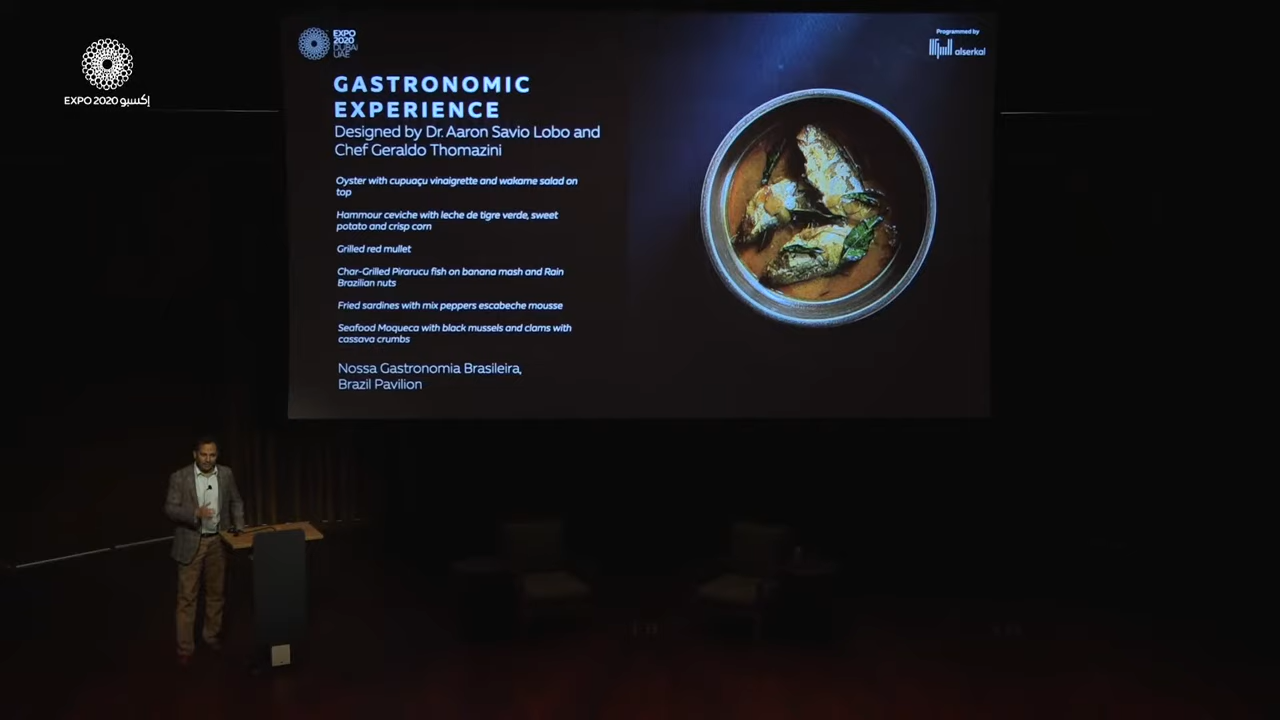 EXPO 2020 إكسبو
EXPO
2020
DUBAI
UAE
Programmed by
alserkal
GASTRONOMIC
EXPERIENCE
Designed by Dr. Aaron Savio Lobo and
Chef Geraldo Thomazini
Oyster with cupuaçu vinaigrette and wakame salad on
top
Hammour ceviche with leche de tigre verde, sweet
potato and crisp corn
Grilled red mullet
Char-Grilled Pirarucu fish on banana mash and Rain
Brazilian nuts
Fried sardines with mix peppers escabeche mousse
Seafood Moqueca with black mussels and clams with
cassava crumbs
Nossa Gastronomia Brasileira,
Brazil Pavilion